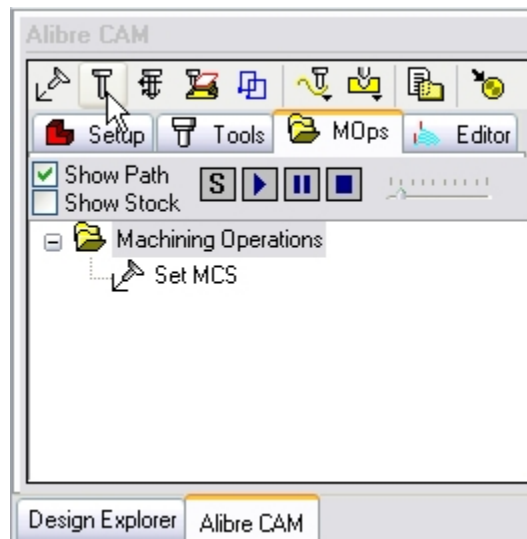 Alibre CAM
Setup Tools MOps Editor
Show Path
S
Show Stock
Machining Operations
Set MCS
Design Explorer Alibre CAM